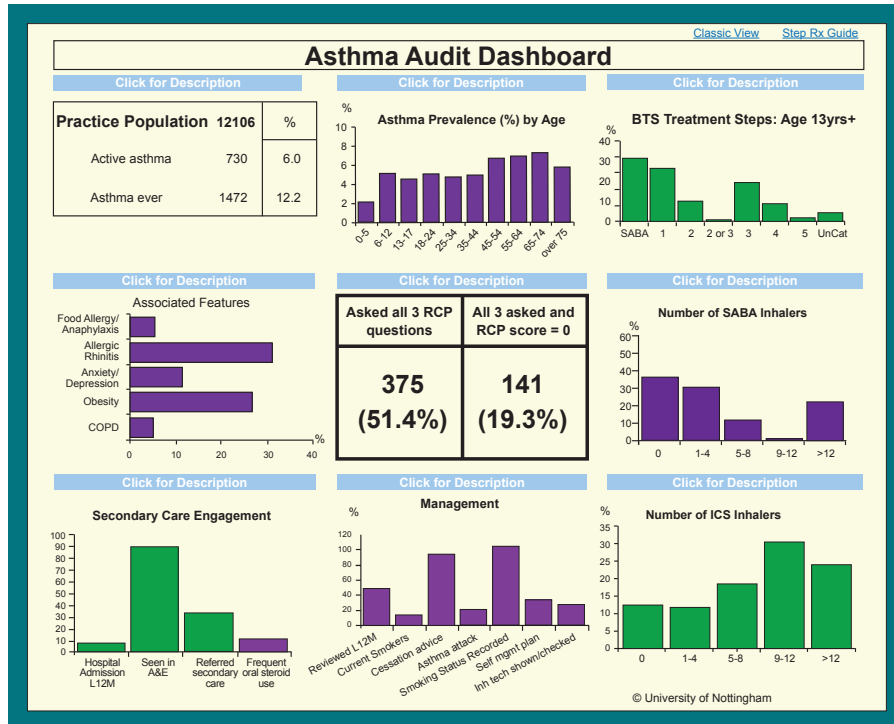 Classic View Step Rx Guide
Asthma Audit Dashboard
Click for Description
Click for Description
Click for Description
Practice Population 12106 %
Active asthma 730 6.0
Asthma ever 1472 12.2
Asthma Prevalence (%) by Age
%
10
8
6
4
2
0
0-5 6-12 13-17 18-24 25-34 35-44 45-54 55-64 65-74 over 75
BTS Treatment Steps: Age 13yrs+
%
40
30
20
10
0
SABA 1 2 2 or 3 3 4 5 UnCat
Click for Description
Click for Description
Click for Description
Associated Features
Food Allergy/
Anaphylaxis
Allergic
Rhinitis
Anxiety/
Depression
Obesity
COPD
0 10 20 30 40
%
Asked all 3 RCP
questions
All 3 asked and
RCP score = 0
375
(51.4%)
141
(19.3%)
Number of SABA Inhalers
%
60
50
40
30
20
10
0
0 1-4 5-8 9-12 >12
Click for Description
Click for Description
Click for Description
Secondary Care Engagement
100
90
80
70
60
50
40
30
20
10
0
Hospital
Admission
L12M
Seen in
A&E
Referred
secondary
care
Frequent
oral steroid
use
Management
%
120
100
80
60
40
20
0
Reviewed L12M
Current Smokers
Cessation advice
Asthma attack
Smoking Status Recorded
Self mgmt plan
Inh tech shown/checked
Number of ICS Inhalers
35
30
25
20
15
10
5
0
0 1-4 5-8 9-12 >12
© University of Nottingham